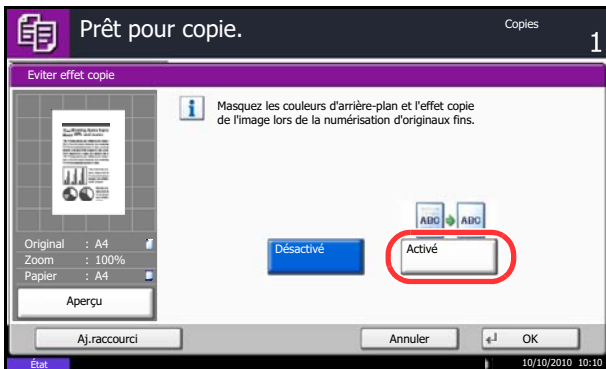 Prêt pour copie.
Copies
1
Eviter effet copie
Masquez les couleurs d'arrière-plan et l'effet copie
de l'image lors de la numérisation d'originaux fins.
ABC ABC
Désactivé
Activé
Original : A4
Zoom : 100%
Papier : A4
Aperçu
Aj.raccourci
Annuler
OK
État
10/10/2010 10:10